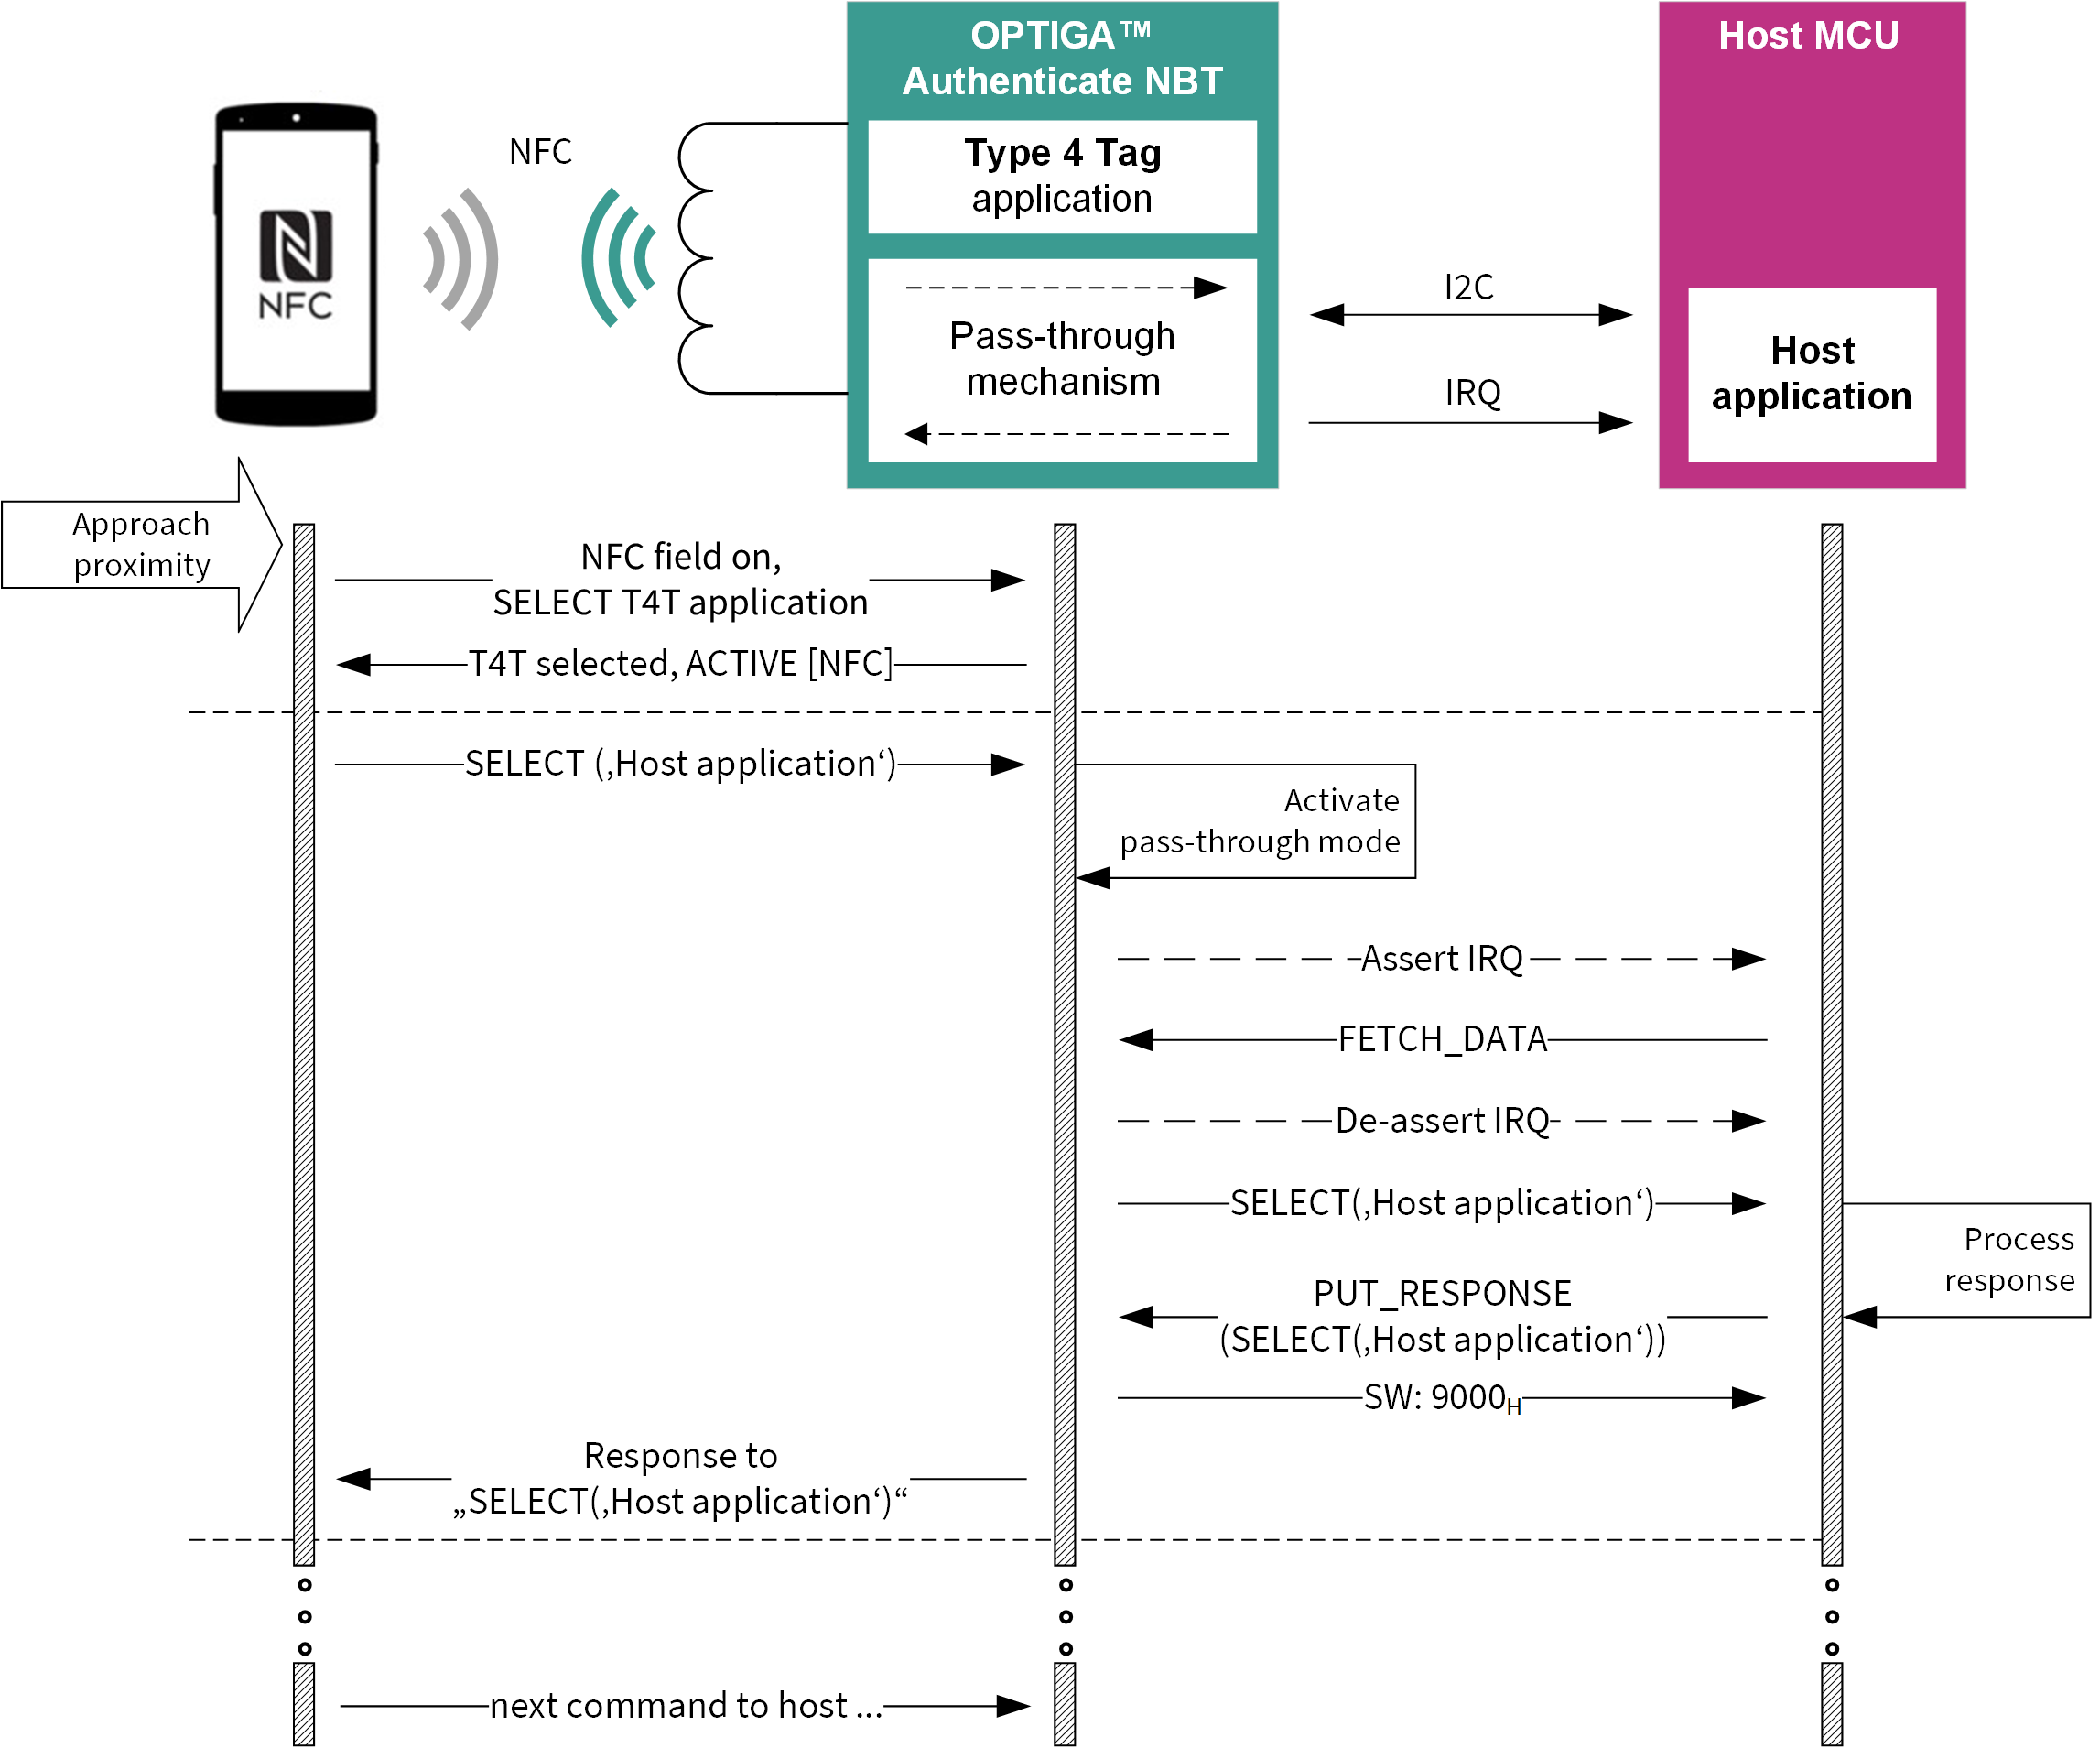 OPTIGA™
Authenticate NBT
Host MCU
NFC
Type 4 Tag
application
NFC
I2C
Pass-through
mechanism
Host
application
IRQ
Approach
proximity
NFC field on,
SELECT T4T application
T4T selected, ACTIVE [NFC]
SELECT (‚Host application‘)
Activate
pass-through mode
Assert IRQ
FETCH_DATA
De-assert IRQ
SELECT(‚Host application‘)
Process
response
PUT_RESPONSE
(SELECT(‚Host application‘))
SW: 9000H
Response to
„SELECT(‚Host application‘)“
next command to host ...